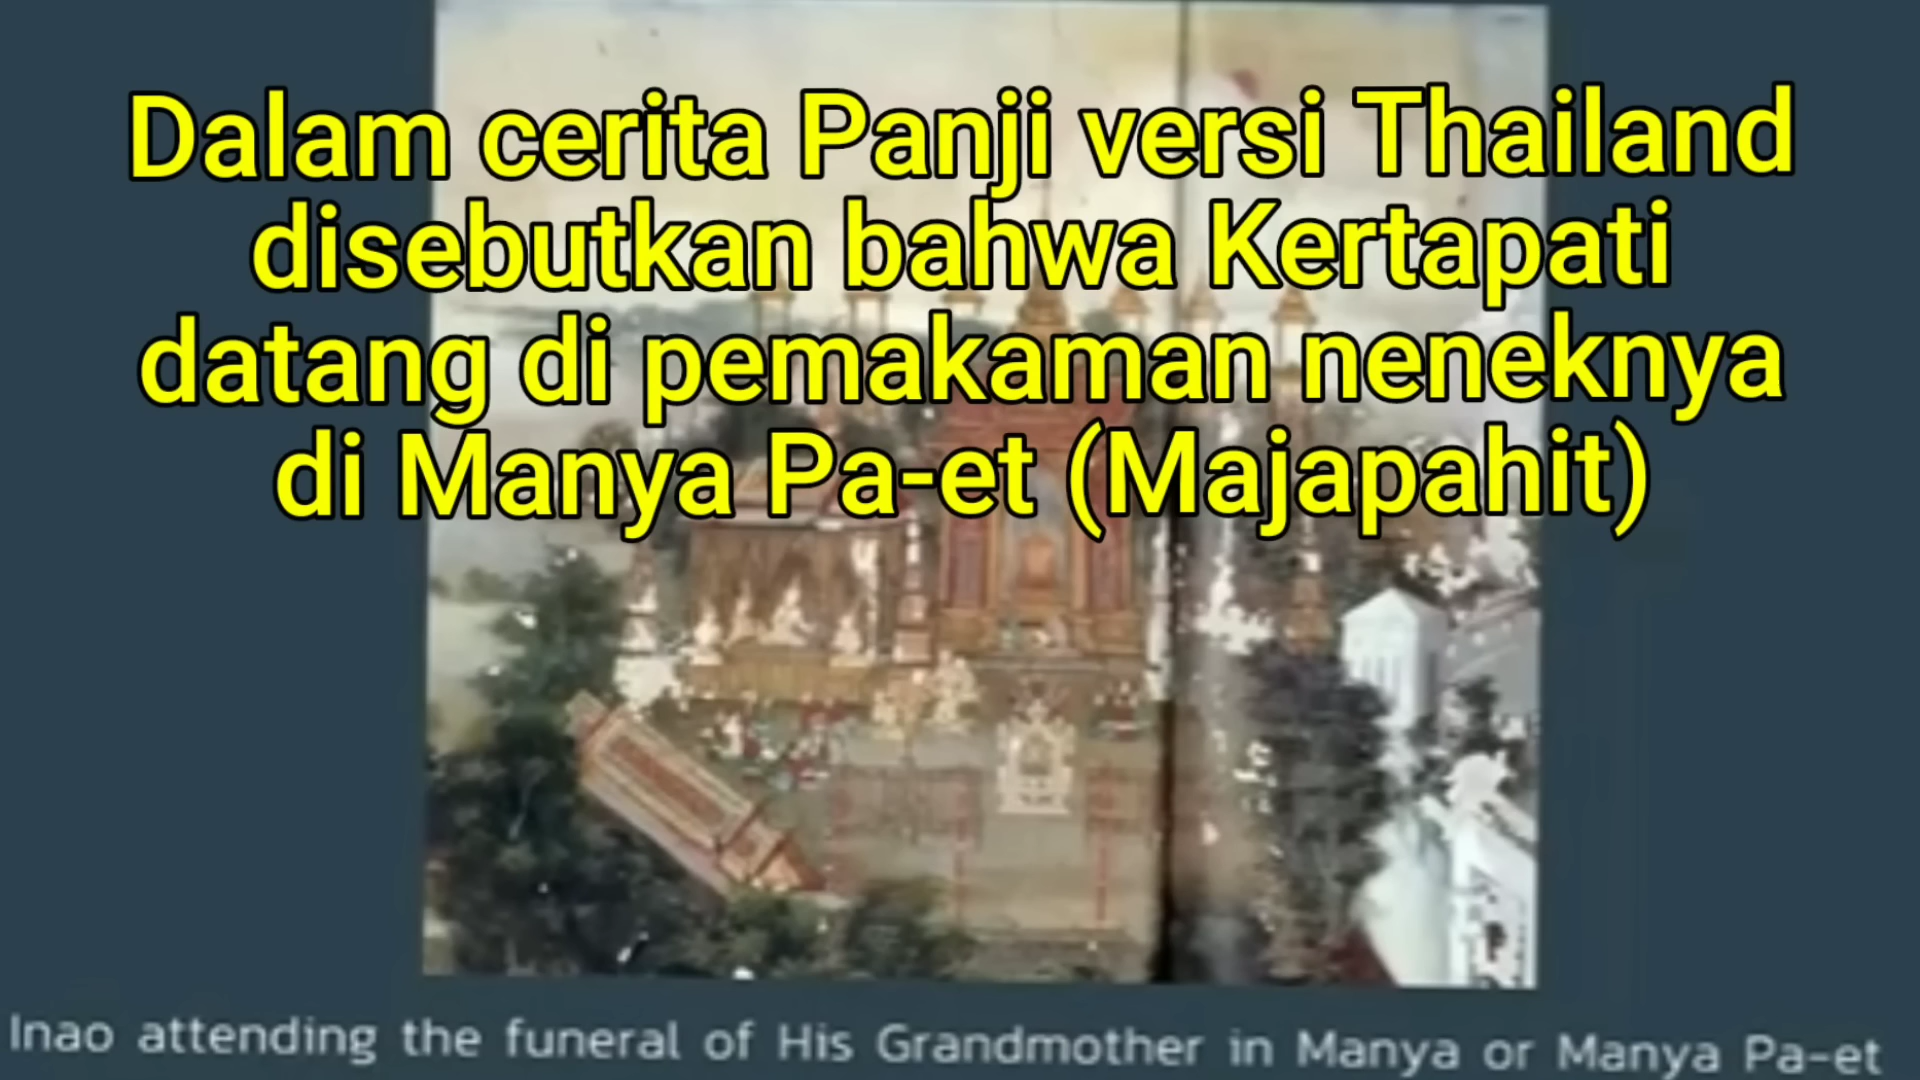 Dalam cerita Panji versi Thailand
disebutkan bahwa Kertapati
datang di pemakaman neneknya
di Manya Pa-et (Majapahit)
Inao attending the funeral of His Grandmother in Manya or Manya Pa-et